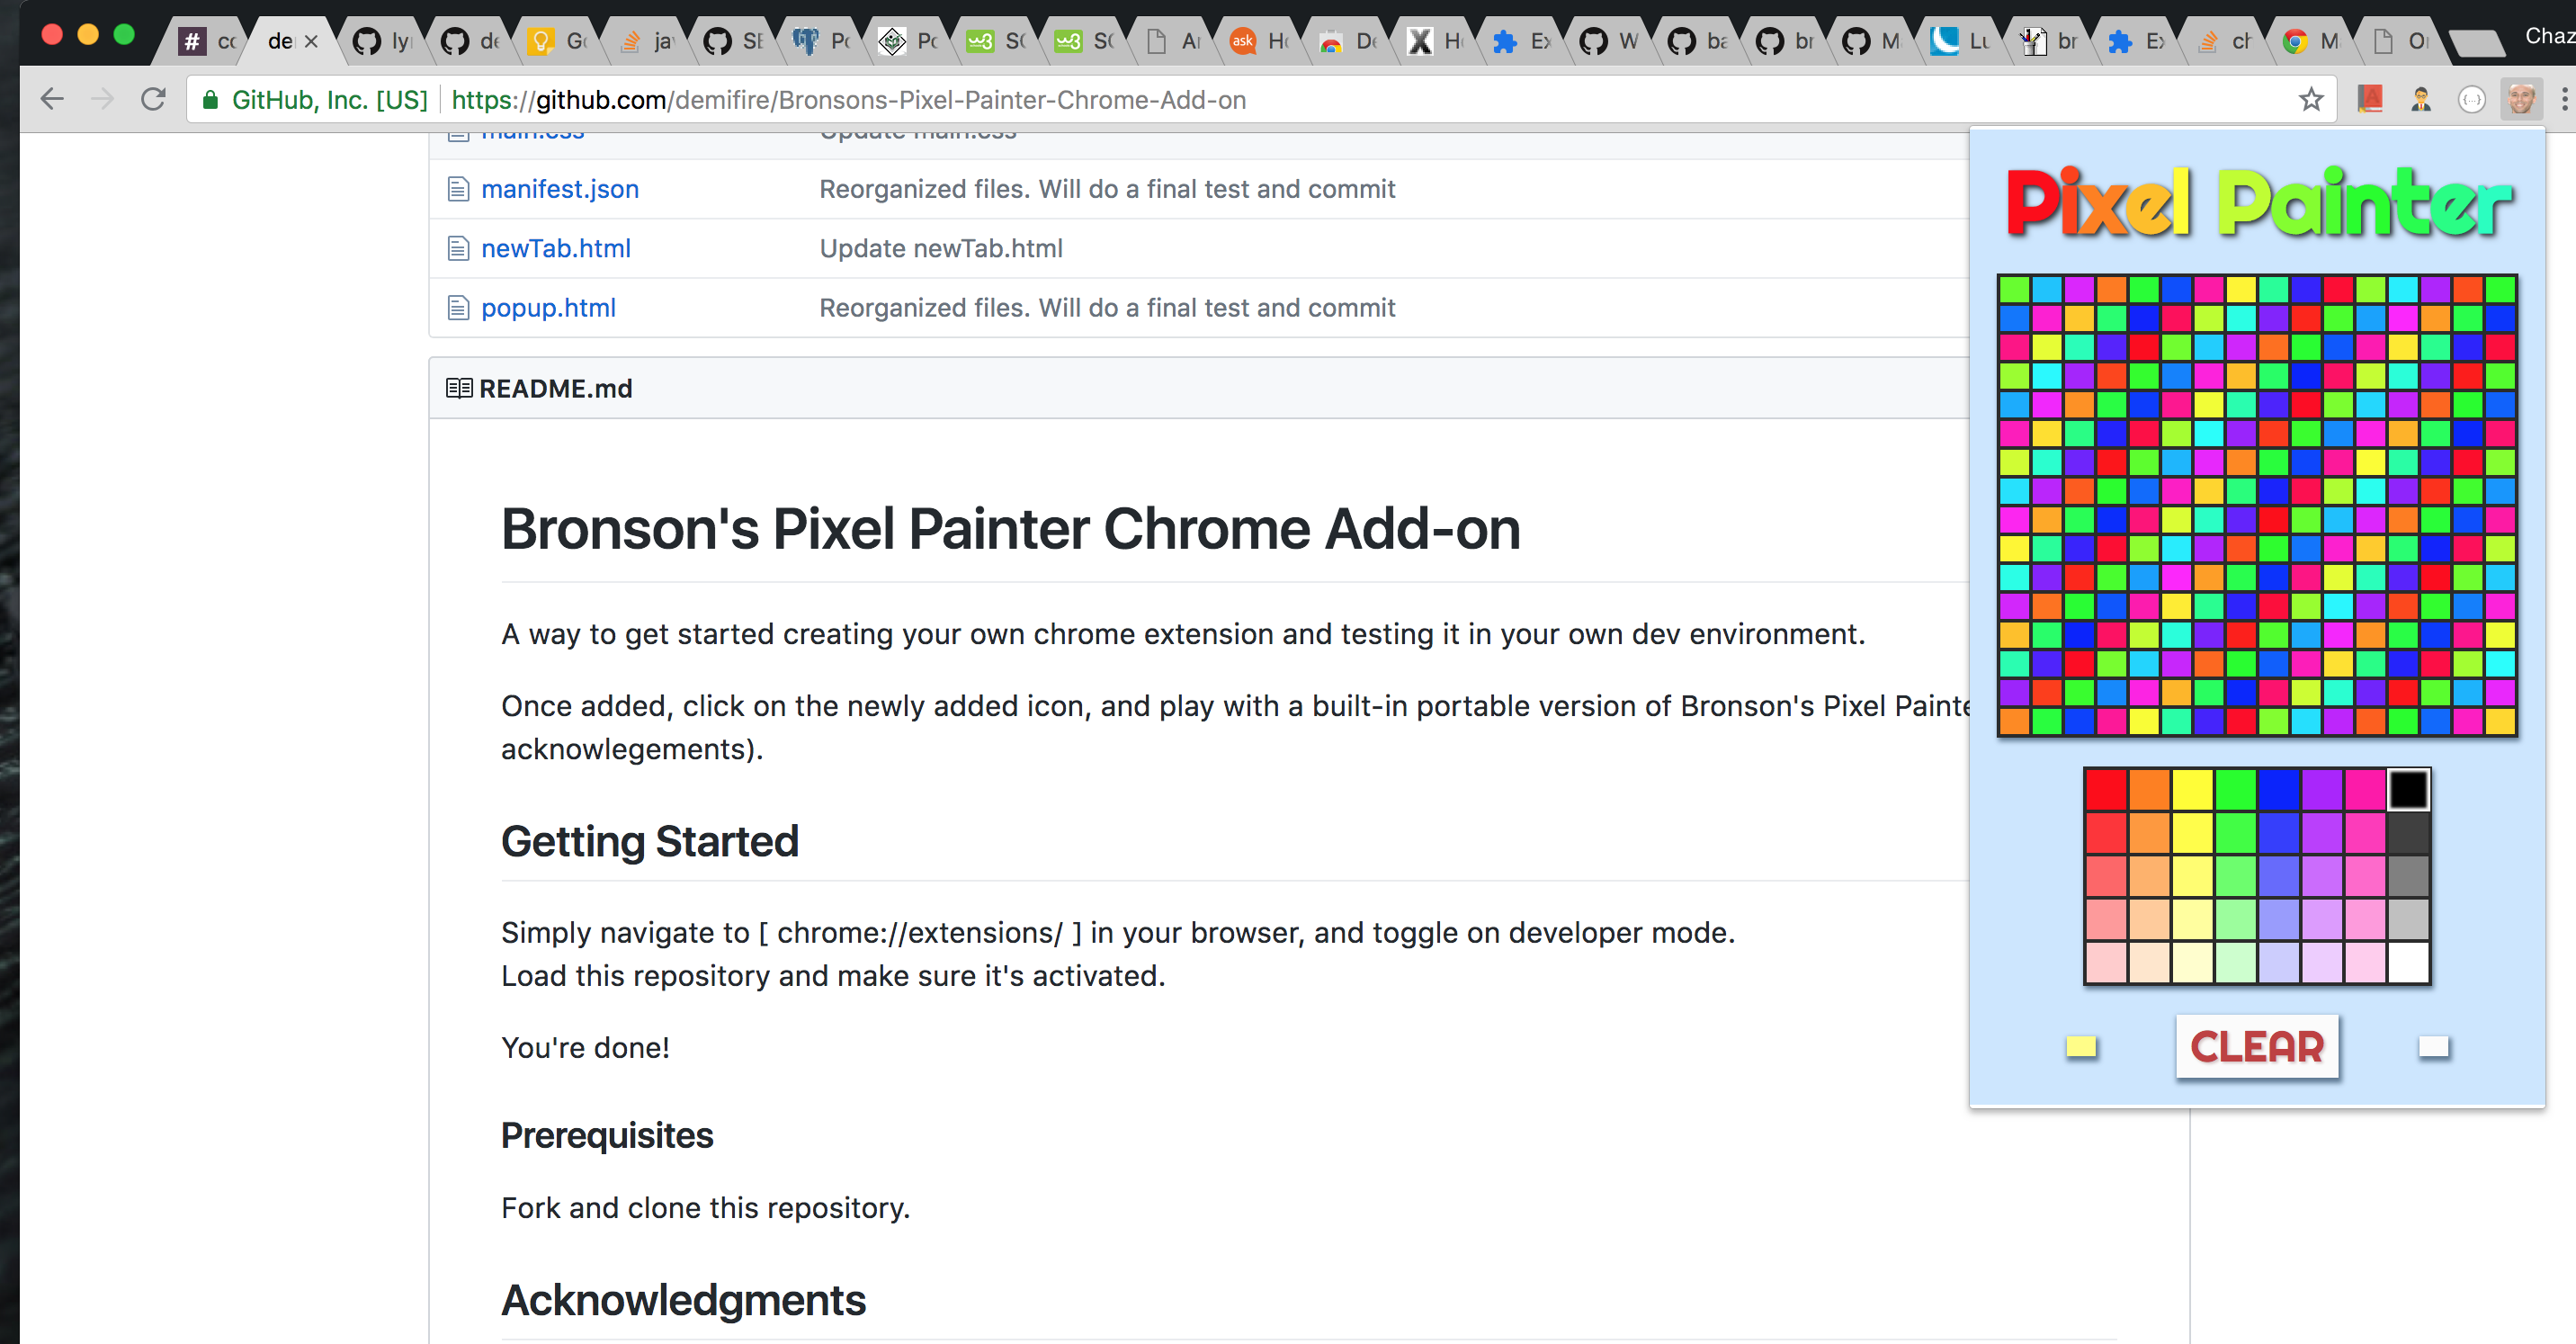 cc
de
ly
de
Go
ja
SE
Po
Po
SC
SC
Ar
ask
Ho
De
Ho
Ex
W
ba
br
M
Lu
br
Ex
ch
M
O
Chaz
GitHub, Inc. [US]
https://github.com/demifire/Bronsons-Pixel-Painter-Chrome-Add-on
main.css Update main.css
manifest.json Reorganized files. Will do a final test and commit
newTab.html Update newTab.html
popup.html Reorganized files. Will do a final test and commit
README.md
Bronson's Pixel Painter Chrome Add-on
A way to get started creating your own chrome extension and testing it in your own dev environment.
Once added, click on the newly added icon, and play with a built-in portable version of Bronson's Pixel Painte
acknowlegements).
Getting Started
Simply navigate to [ chrome://extensions/ ] in your browser, and toggle on developer mode.
Load this repository and make sure it's activated.
You're done!
Prerequisites
Fork and clone this repository.
Acknowledgments
Pixel Painter
CLEAR